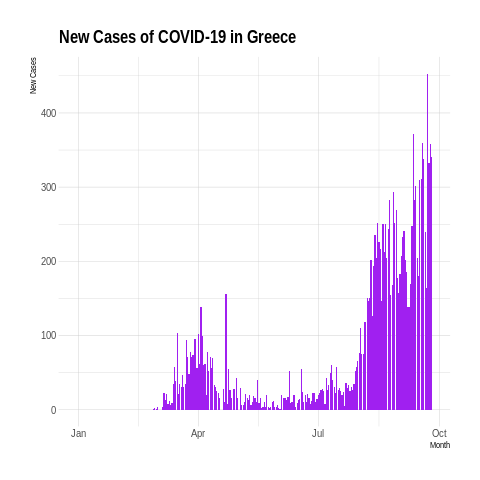 New Cases of COVID-19 in Greece
New Cases
400
300
200
100
0
Jan Apr Jul Oct
Month